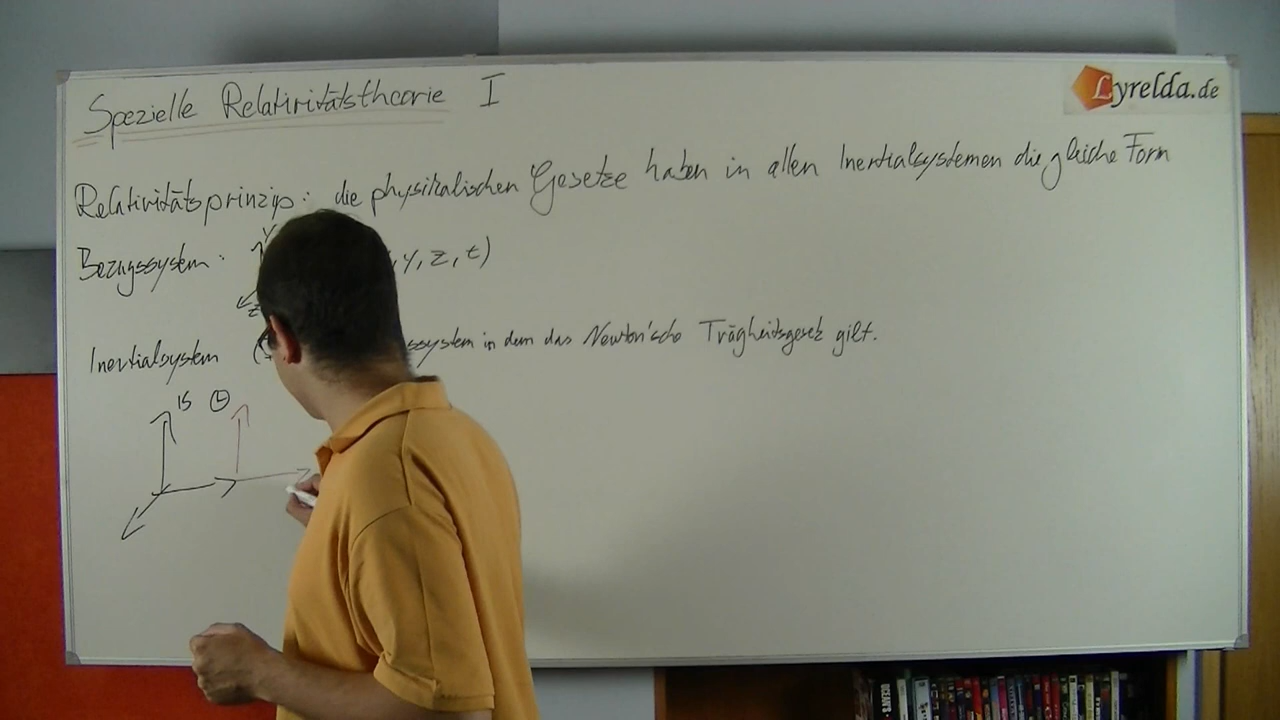 Spezielle Relativitätstheorie I
Lyrelda.de
Relativitätsprinzip: die physikalischen Gesetze haben in allen Inertialsystemen die gleiche Form
Bezugssystem: y z y, z, t)
Inertialsystem ( ssystem in dem das Newton'sche Trägheitsgesetz gilt.
IS